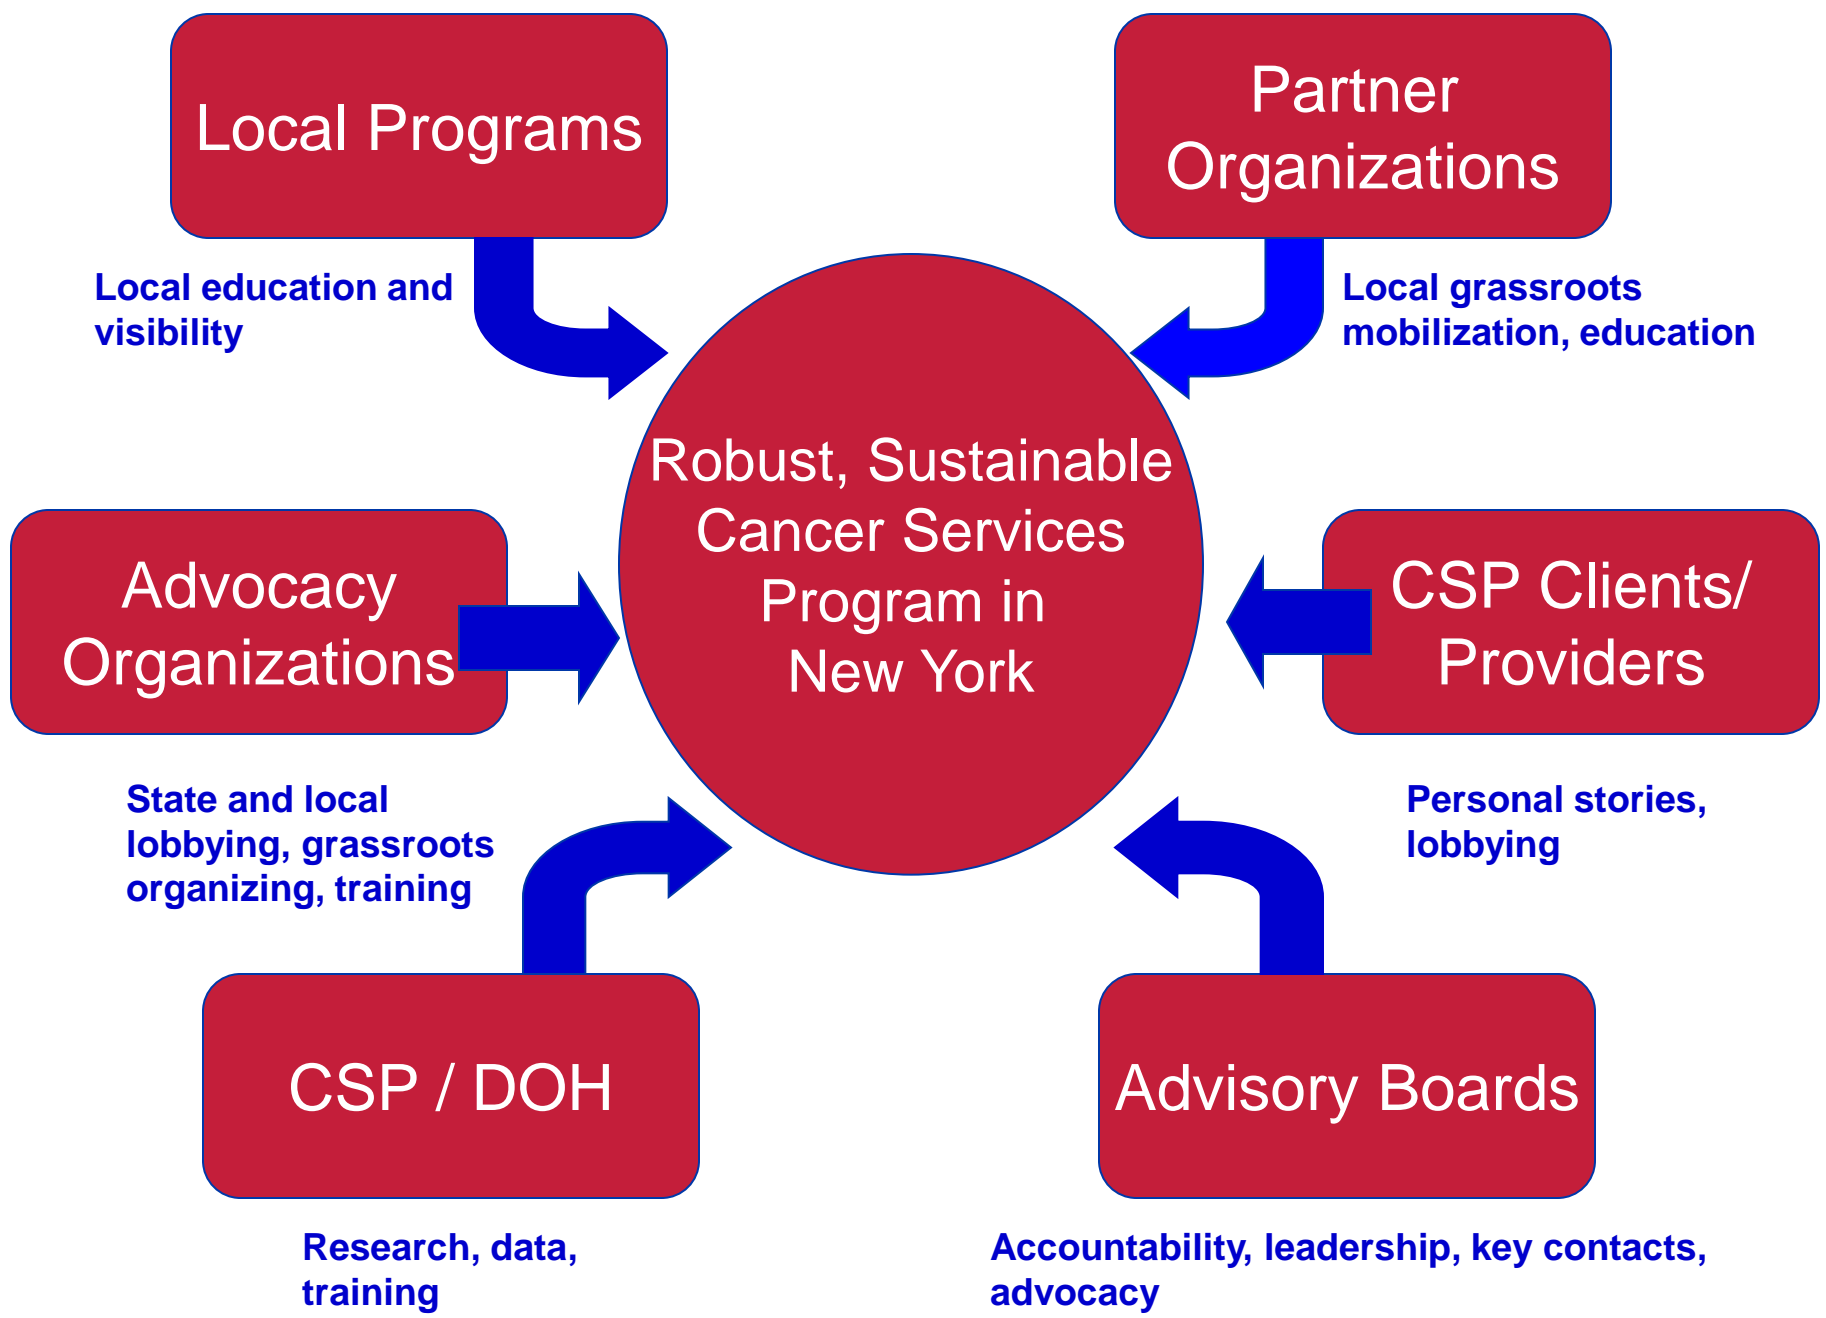 Local Programs
Partner
Organizations
Local education and
visibility
Local grassroots
mobilization, education
Robust, Sustainable
Cancer Services
Program in
New York
Advocacy
Organizations
CSP Clients/
Providers
State and local
lobbying, grassroots
organizing, training
Personal stories,
lobbying
CSP / DOH
Advisory Boards
Research, data,
training
Accountability, leadership, key contacts,
advocacy